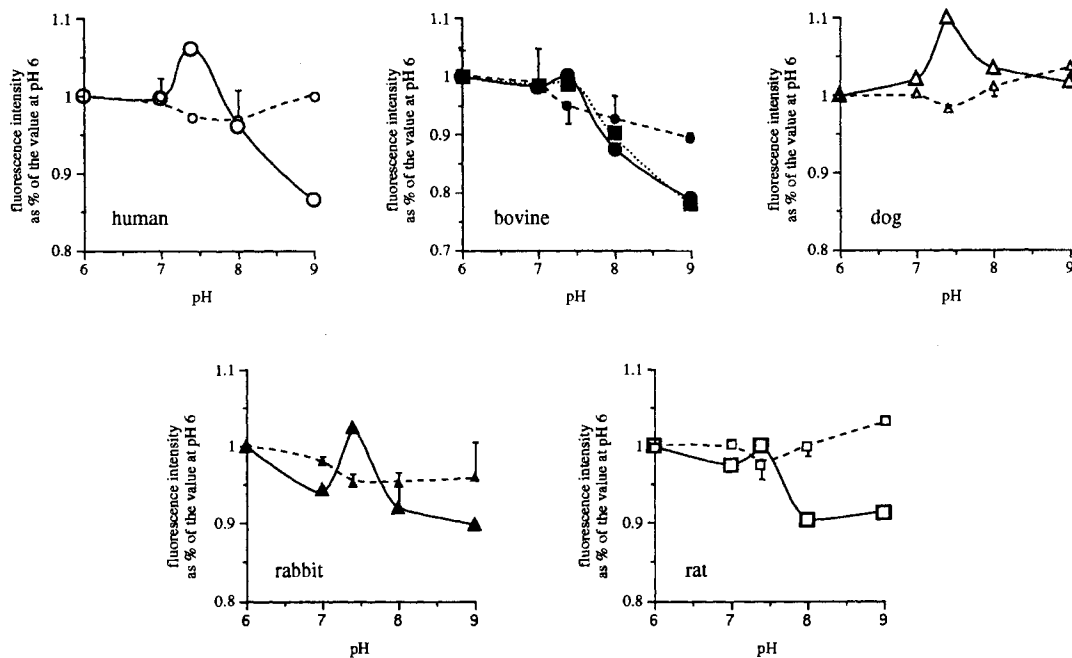 1.1
1
0.9
0.8
fluorescence intensity
as % of the value at pH 6
human
6 7 8 9
pH
1.1
1.0
0.9
0.8
0.7
fluorescence intensity
as % of the value at pH 6
bovine
6 7 8 9
pH
1.1
1
0.9
0.8
fluorescence intensity
as % of the value at pH 6
dog
6 7 8 9
pH
1.1
1
0.9
0.8
fluorescence intensity
as % of the value at pH 6
rabbit
6 7 8 9
pH
1.1
1
0.9
0.8
fluorescence intensity
as % of the value at pH 6
rat
6 7 8 9
pH